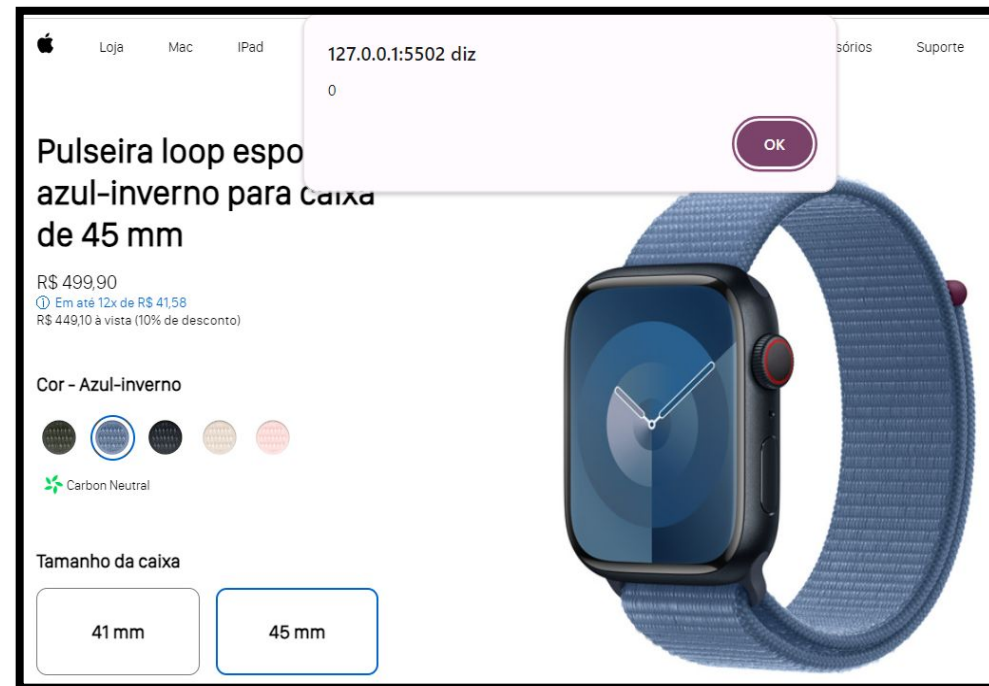 Loja Mac IPad sórios Suporte
127.0.0.1:5502 diz
0
OK
Pulseira loop espo
azul-inverno para caixa
de 45 mm
R$ 499,90
Em até 12x de R$ 41,58
R$ 449,10 à vista (10% de desconto)
Cor - Azul-inverno
Carbon Neutral
Tamanho da caixa
41 mm 45 mm